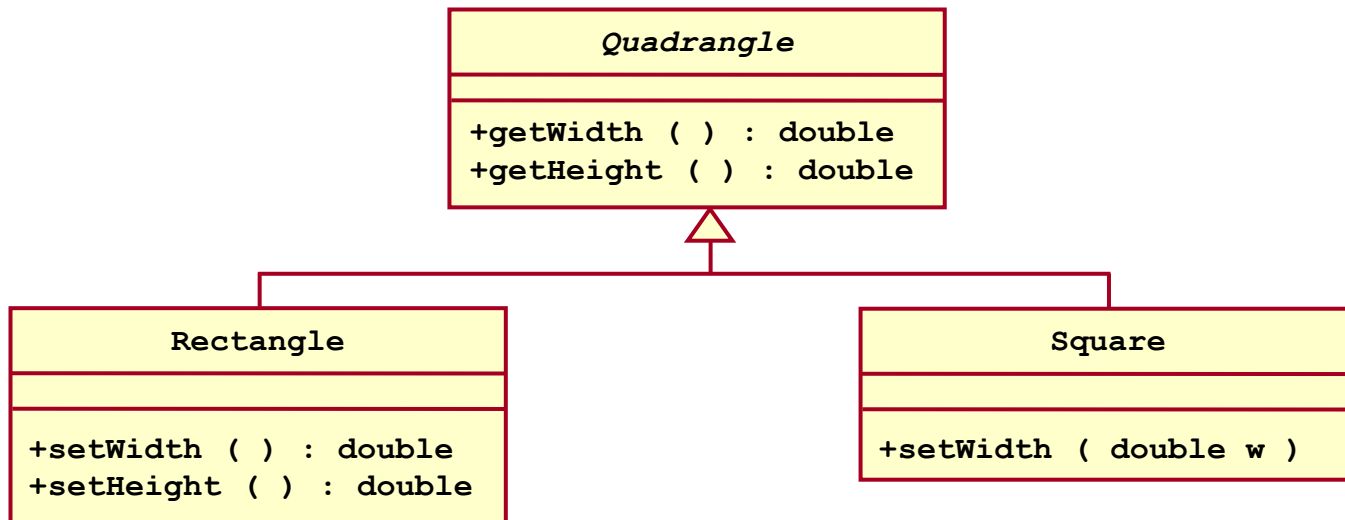 Quadrangle
+getWidth ( ) : double
+getHeight ( ) : double
Rectangle
+setWidth ( ) : double
+setHeight ( ) : double
Square
+setWidth ( double w )